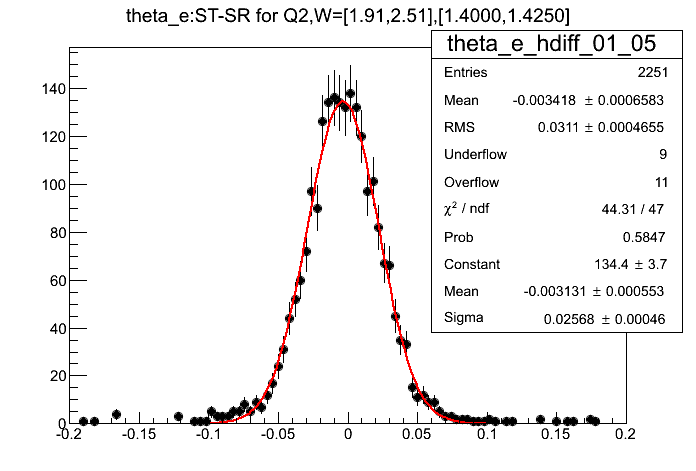 theta_e:ST-SR for Q2,W=[1.91,2.51],[1.4000,1.4250]
theta_e_hdiff_01_05
Entries 2251
Mean -0.003418 ± 0.0006583
RMS 0.0311 ± 0.0004655
Underflow 9
Overflow 11
χ² / ndf 44.31 / 47
Prob 0.5847
Constant 134.4 ± 3.7
Mean -0.003131 ± 0.000553
Sigma 0.02568 ± 0.00046
140
120
100
80
60
40
20
0
-0.2 -0.15 -0.1 -0.05 0 0.05 0.1 0.15 0.2